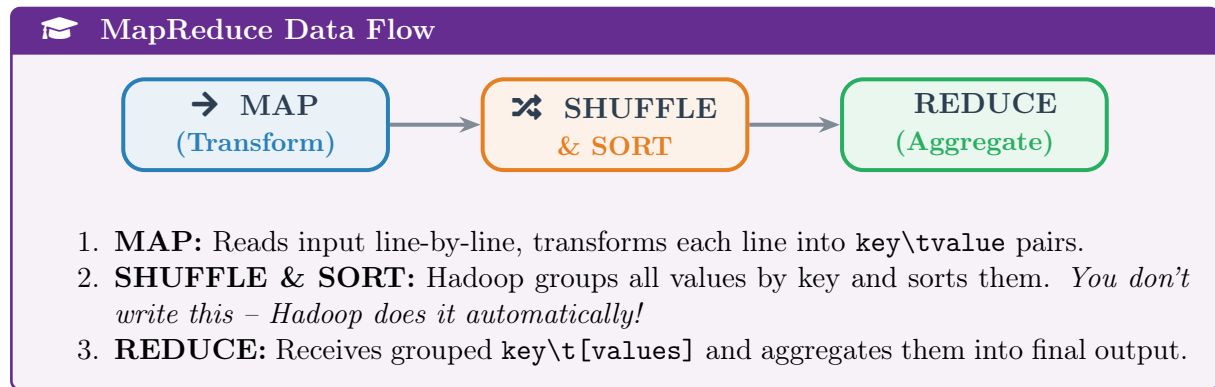 MapReduce Data Flow
MAP
(Transform)
SHUFFLE
& SORT
REDUCE
(Aggregate)
1. MAP: Reads input line-by-line, transforms each line into key\tvalue pairs.
2. SHUFFLE & SORT: Hadoop groups all values by key and sorts them. You don't
write this – Hadoop does it automatically!
3. REDUCE: Receives grouped key\t[values] and aggregates them into final output.